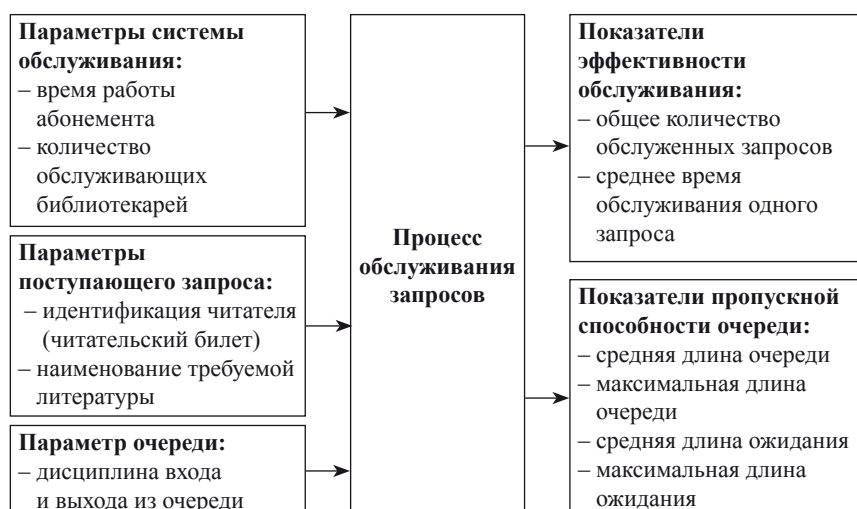 Параметры системы
обслуживания:
– время работы
абонемента
– количество
обслуживающих
библиотекарей
Параметры
поступающего запроса:
– идентификация читателя
(читательский билет)
– наименование требуемой
литературы
Параметр очереди:
– дисциплина входа
и выхода из очереди
Процесс
обслуживания
запросов
Показатели
эффективности
обслуживания:
– общее количество
обслуженных запросов
– среднее время
обслуживания одного
запроса
Показатели пропускной
способности очереди:
– средняя длина очереди
– максимальная длина
очереди
– средняя длина ожидания
– максимальная длина
ожидания